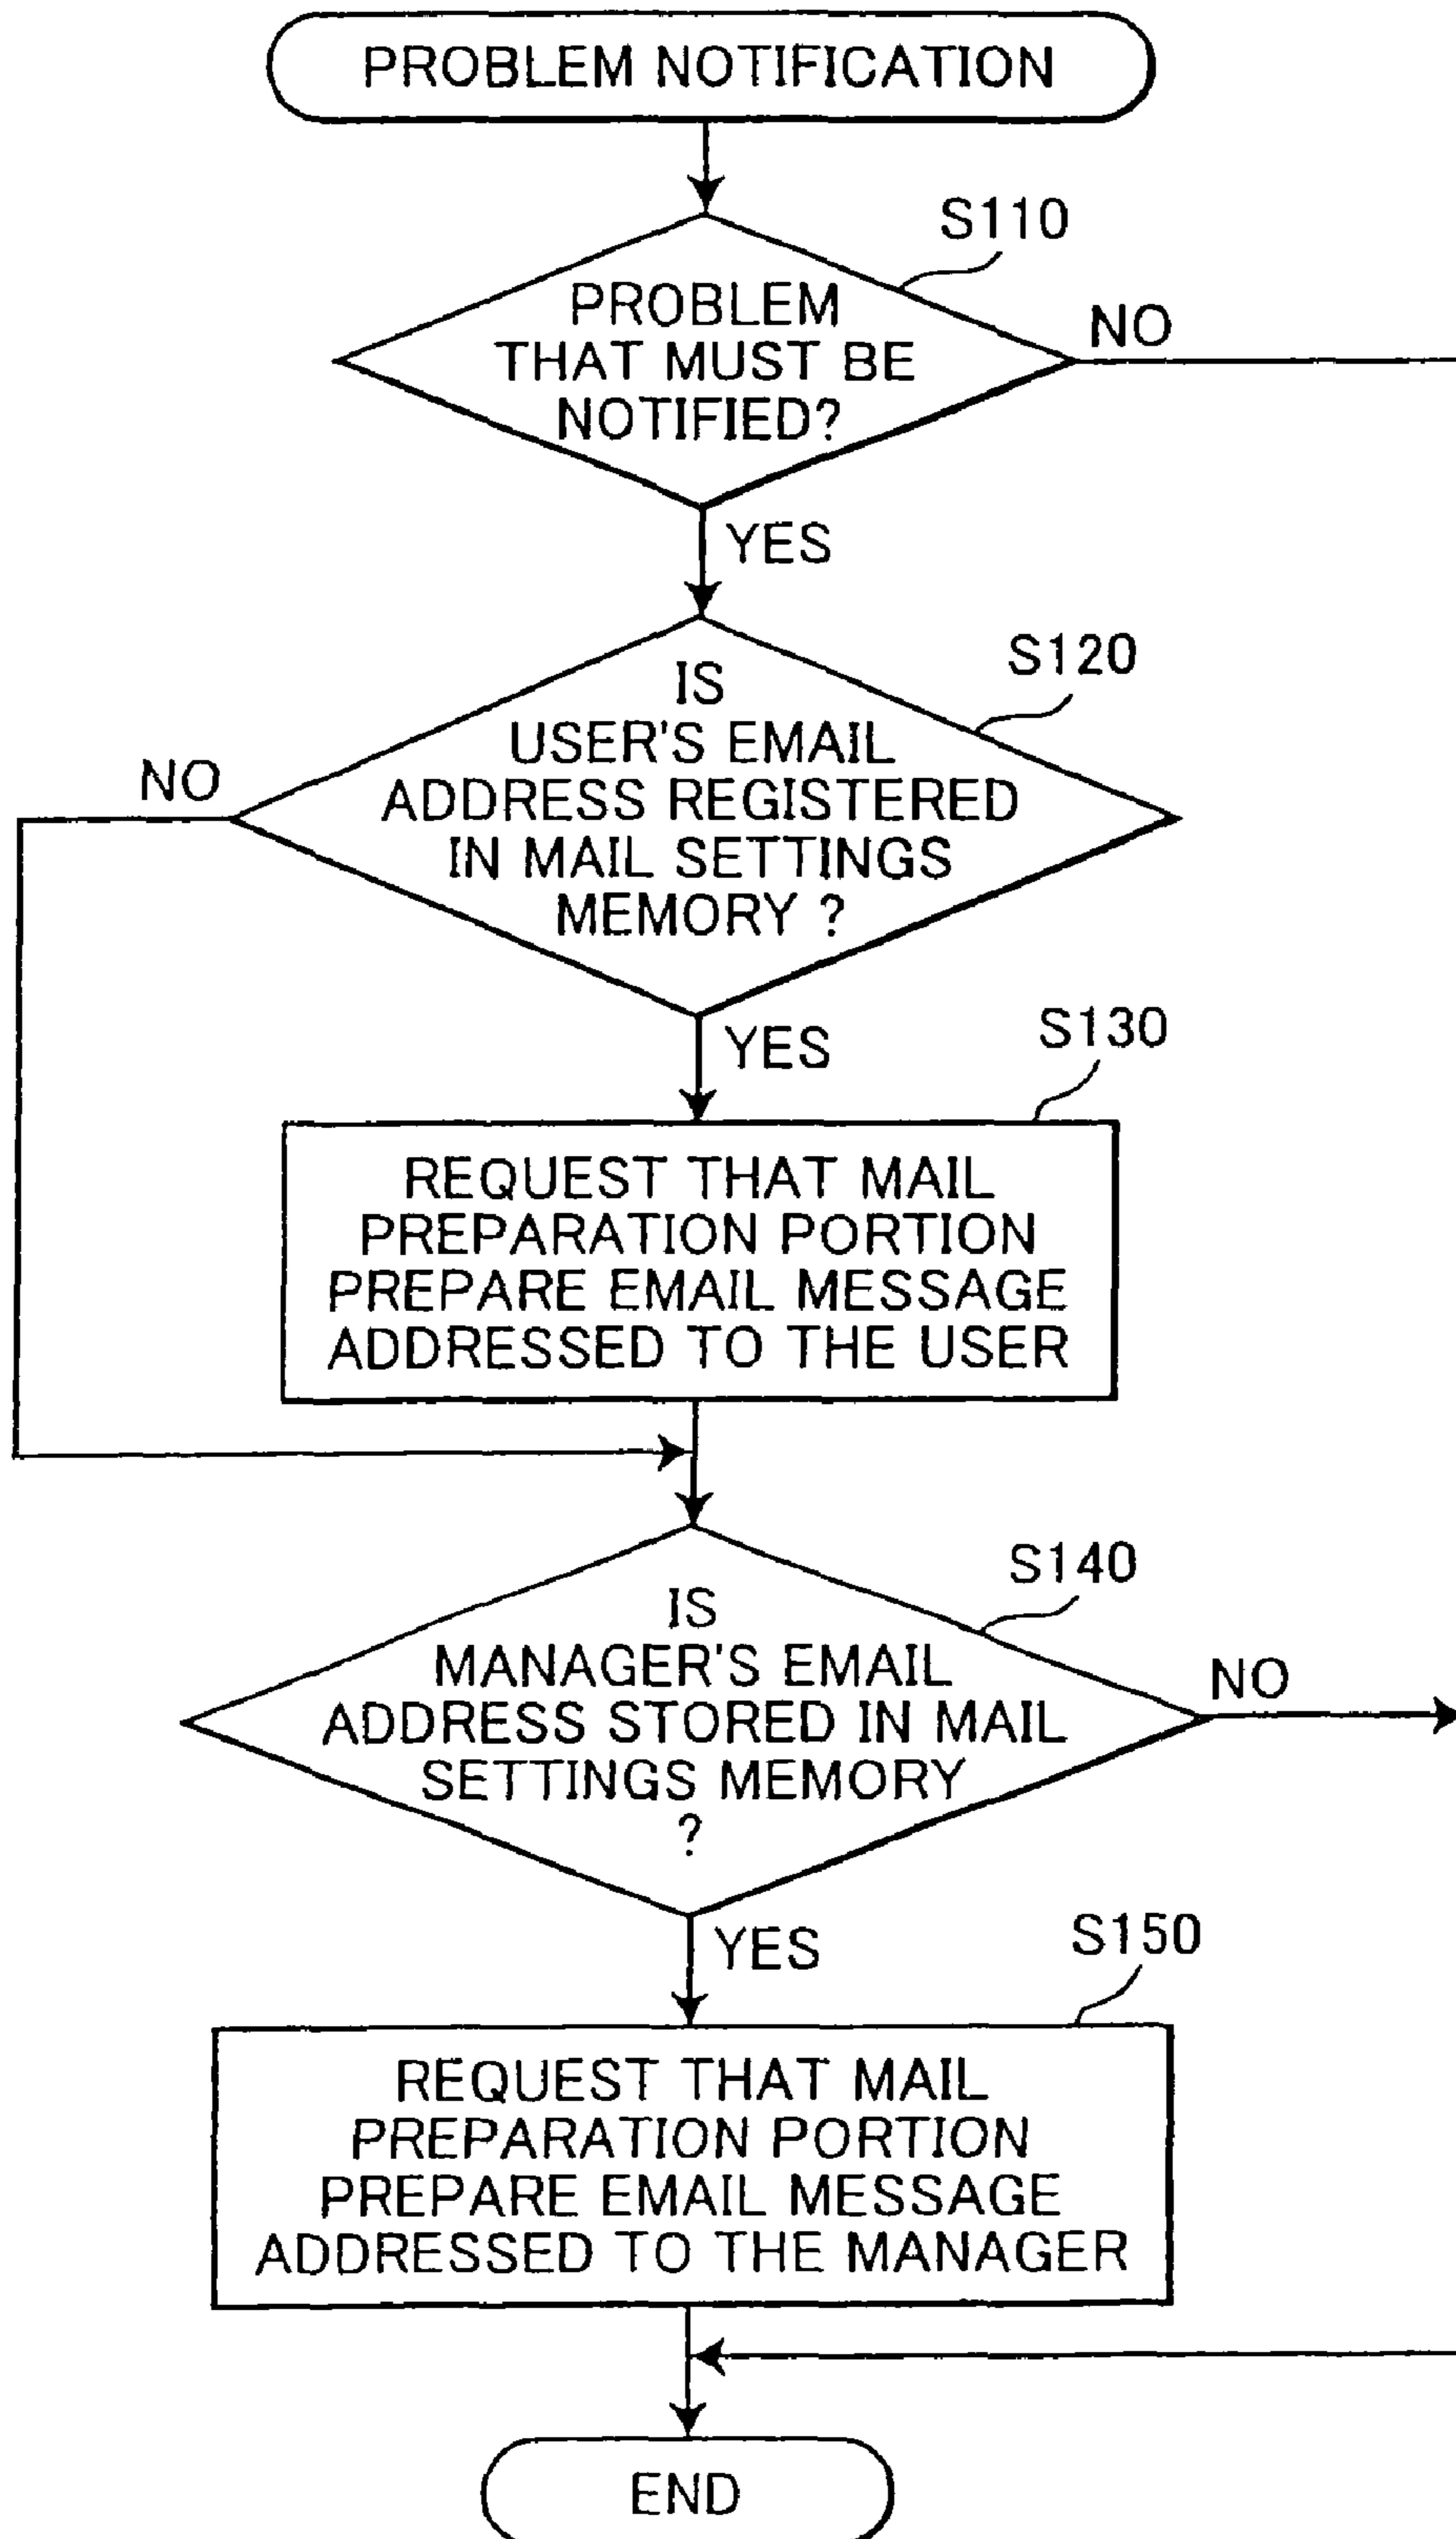 PROBLEM NOTIFICATION
S110
PROBLEM
THAT MUST BE
NOTIFIED?
NO
YES
S120
IS
USER'S EMAIL
ADDRESS REGISTERED
IN MAIL SETTINGS
MEMORY ?
NO
YES
S130
REQUEST THAT MAIL
PREPARATION PORTION
PREPARE EMAIL MESSAGE
ADDRESSED TO THE USER
S140
IS
MANAGER'S EMAIL
ADDRESS STORED IN MAIL
SETTINGS MEMORY
?
NO
YES
S150
REQUEST THAT MAIL
PREPARATION PORTION
PREPARE EMAIL MESSAGE
ADDRESSED TO THE MANAGER
END